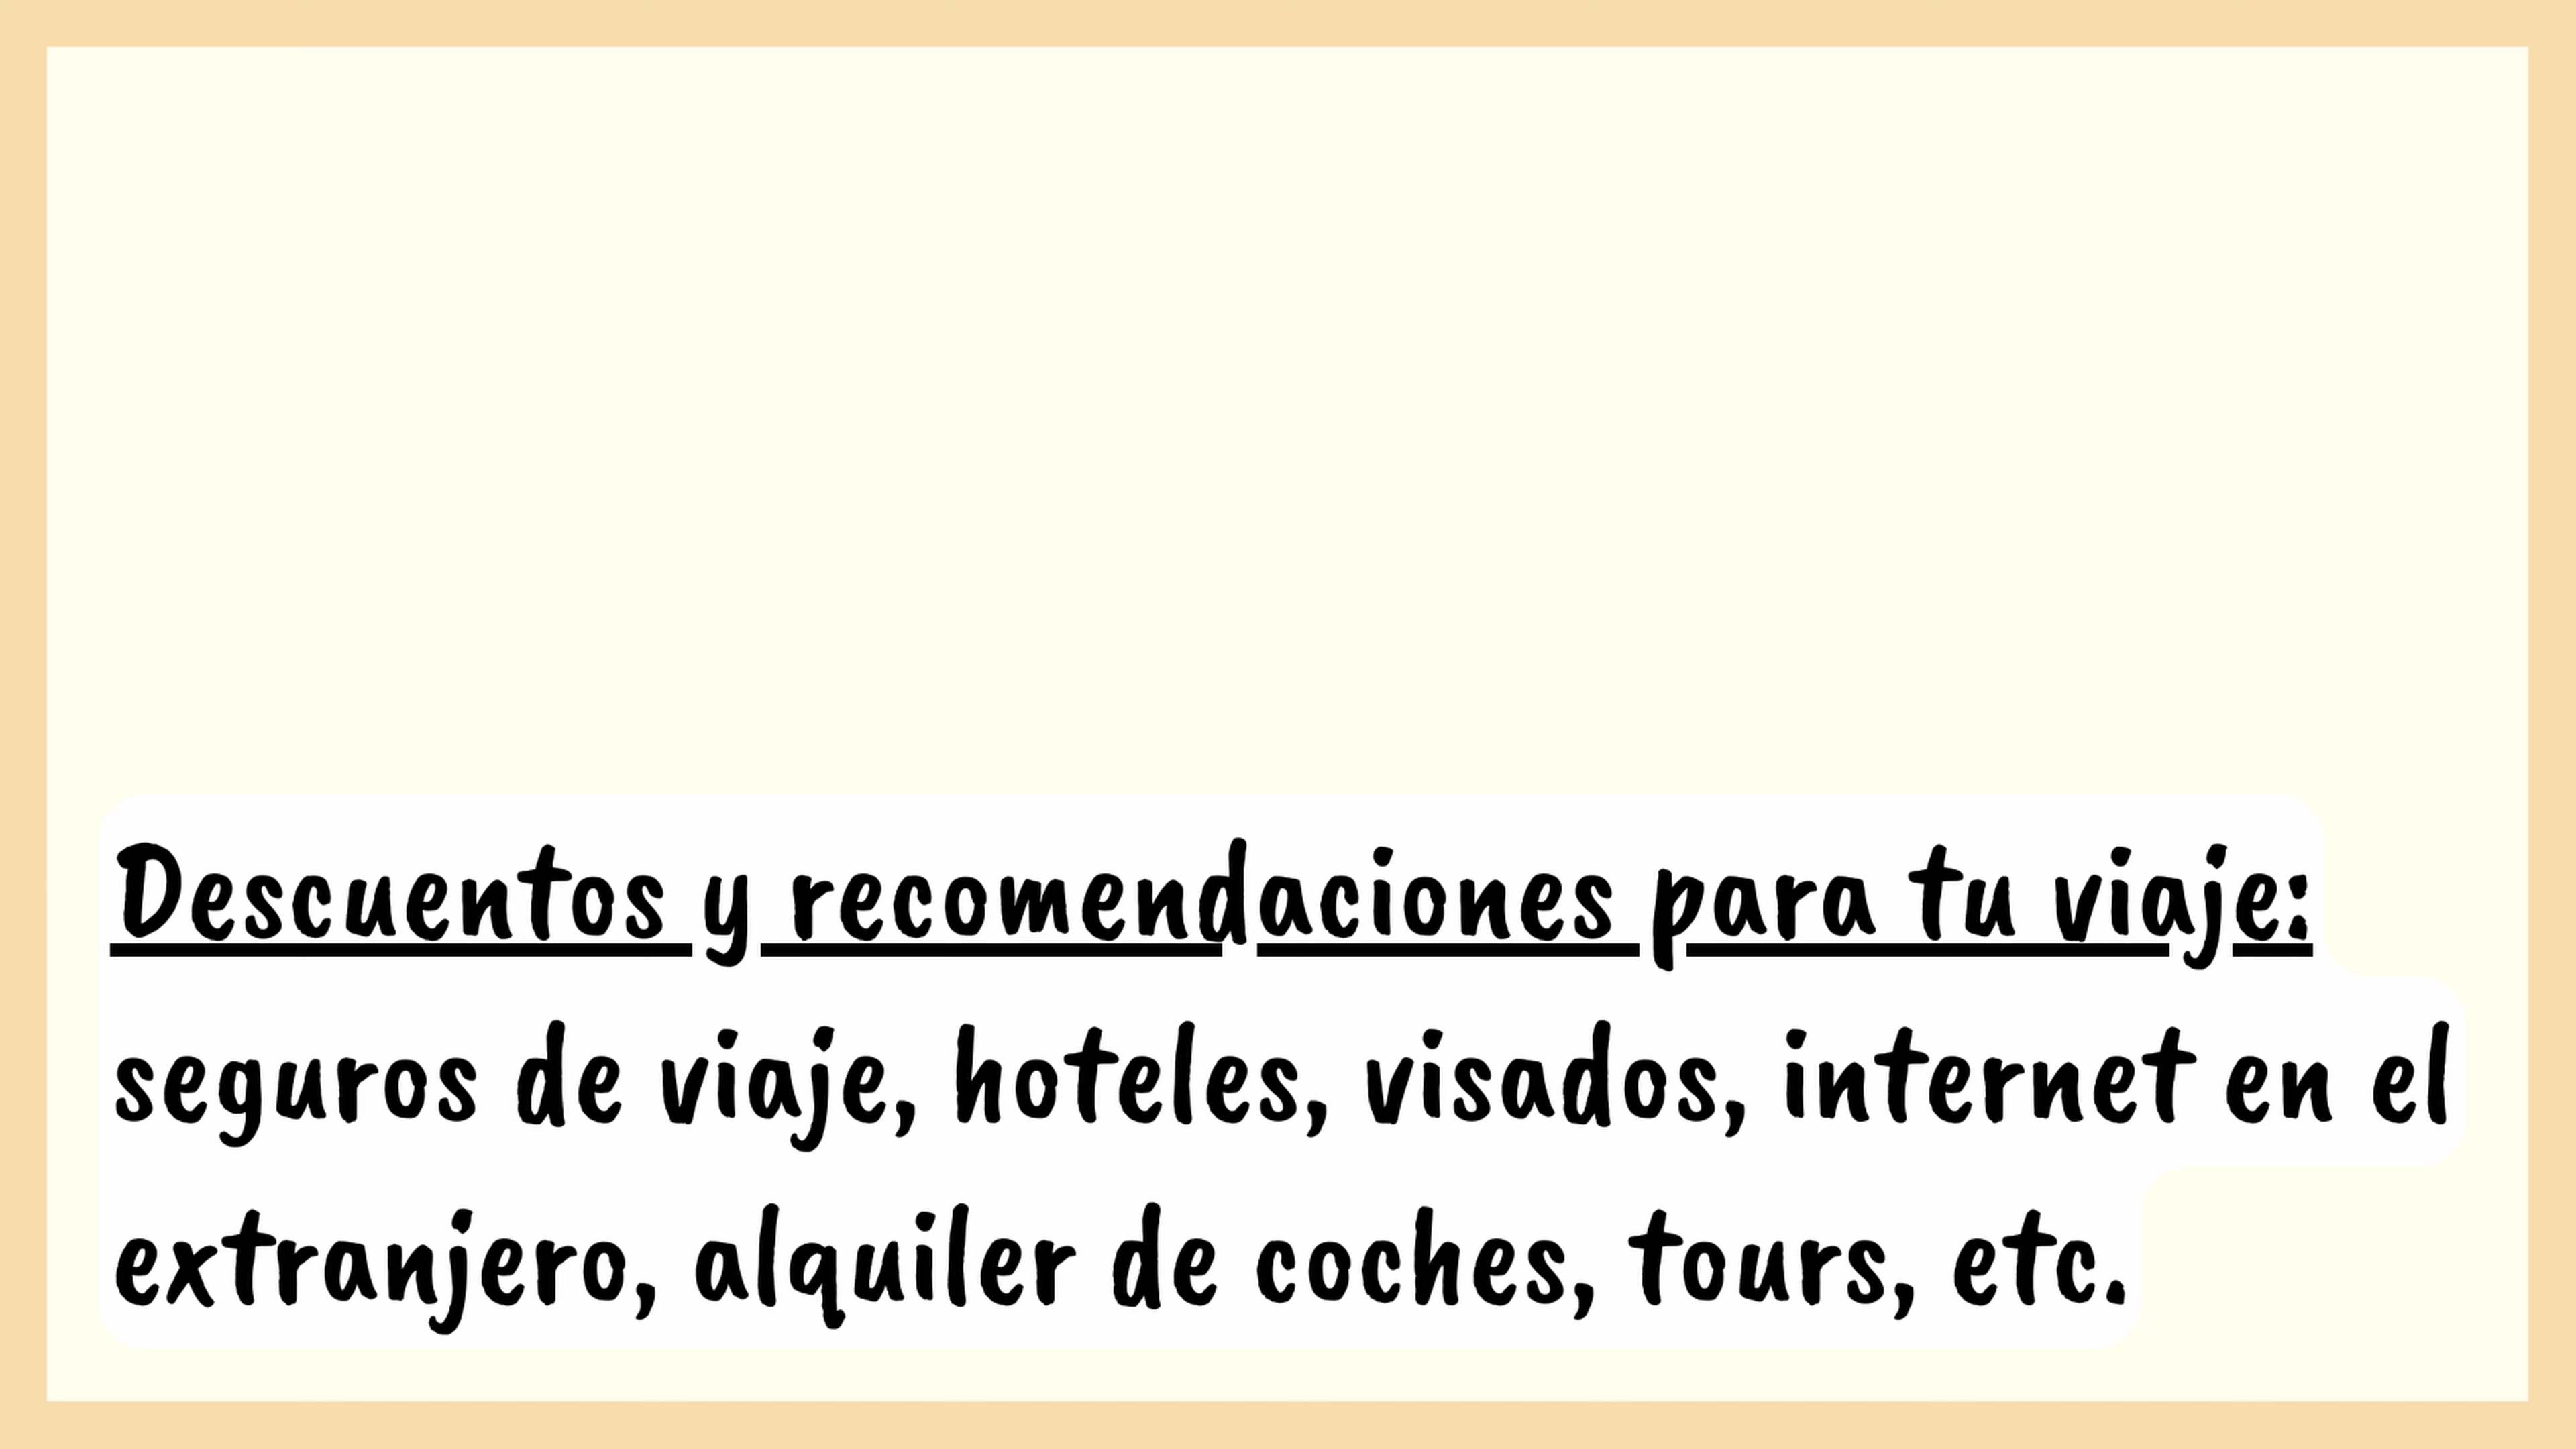 Descuentos y recomendaciones para tu viaje:
seguros de viaje, hoteles, visados, internet en el
extranjero, alquiler de coches, tours, etc.